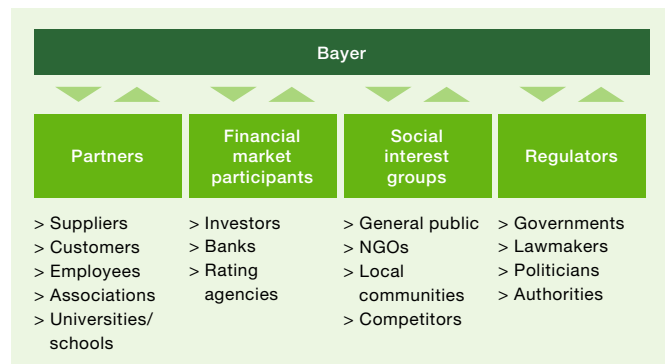 Bayer
Partners
Financial
market
participants
Social
interest
groups
Regulators
> Suppliers
> Customers
> Employees
> Associations
> Universities/
schools
> Investors
> Banks
> Rating
agencies
> General public
> NGOs
> Local
communities
> Competitors
> Governments
> Lawmakers
> Politicians
> Authorities